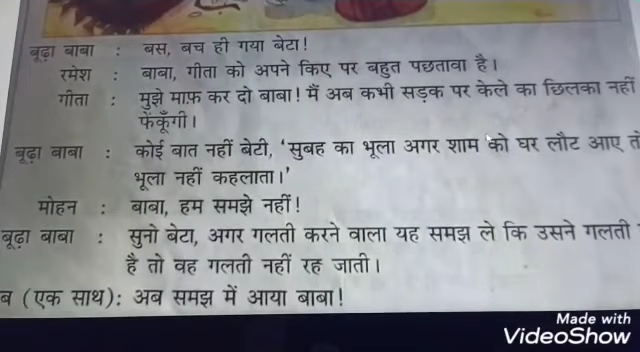 बूढ़ा बाबा : बस, बच ही गया बेटा!
रमेश : बाबा, गीता को अपने किए पर बहुत पछतावा है।
गीता : मुझे माफ़ कर दो बाबा! मैं अब कभी सड़क पर केले का छिलका नहीं
फेंकूँगी।
बूढ़ा बाबा : कोई बात नहीं बेटी, 'सुबह का भूला अगर शाम को घर लौट आए
भूला नहीं कहलाता।'
मोहन : बाबा, हम समझे नहीं!
बूढ़ा बाबा : सुनो बेटा, अगर गलती करने वाला यह समझ ले कि उसने गलती
है तो वह गलती नहीं रह जाती।
(एक साथ): अब समझ में आया बाबा!
Made with
VideoShow